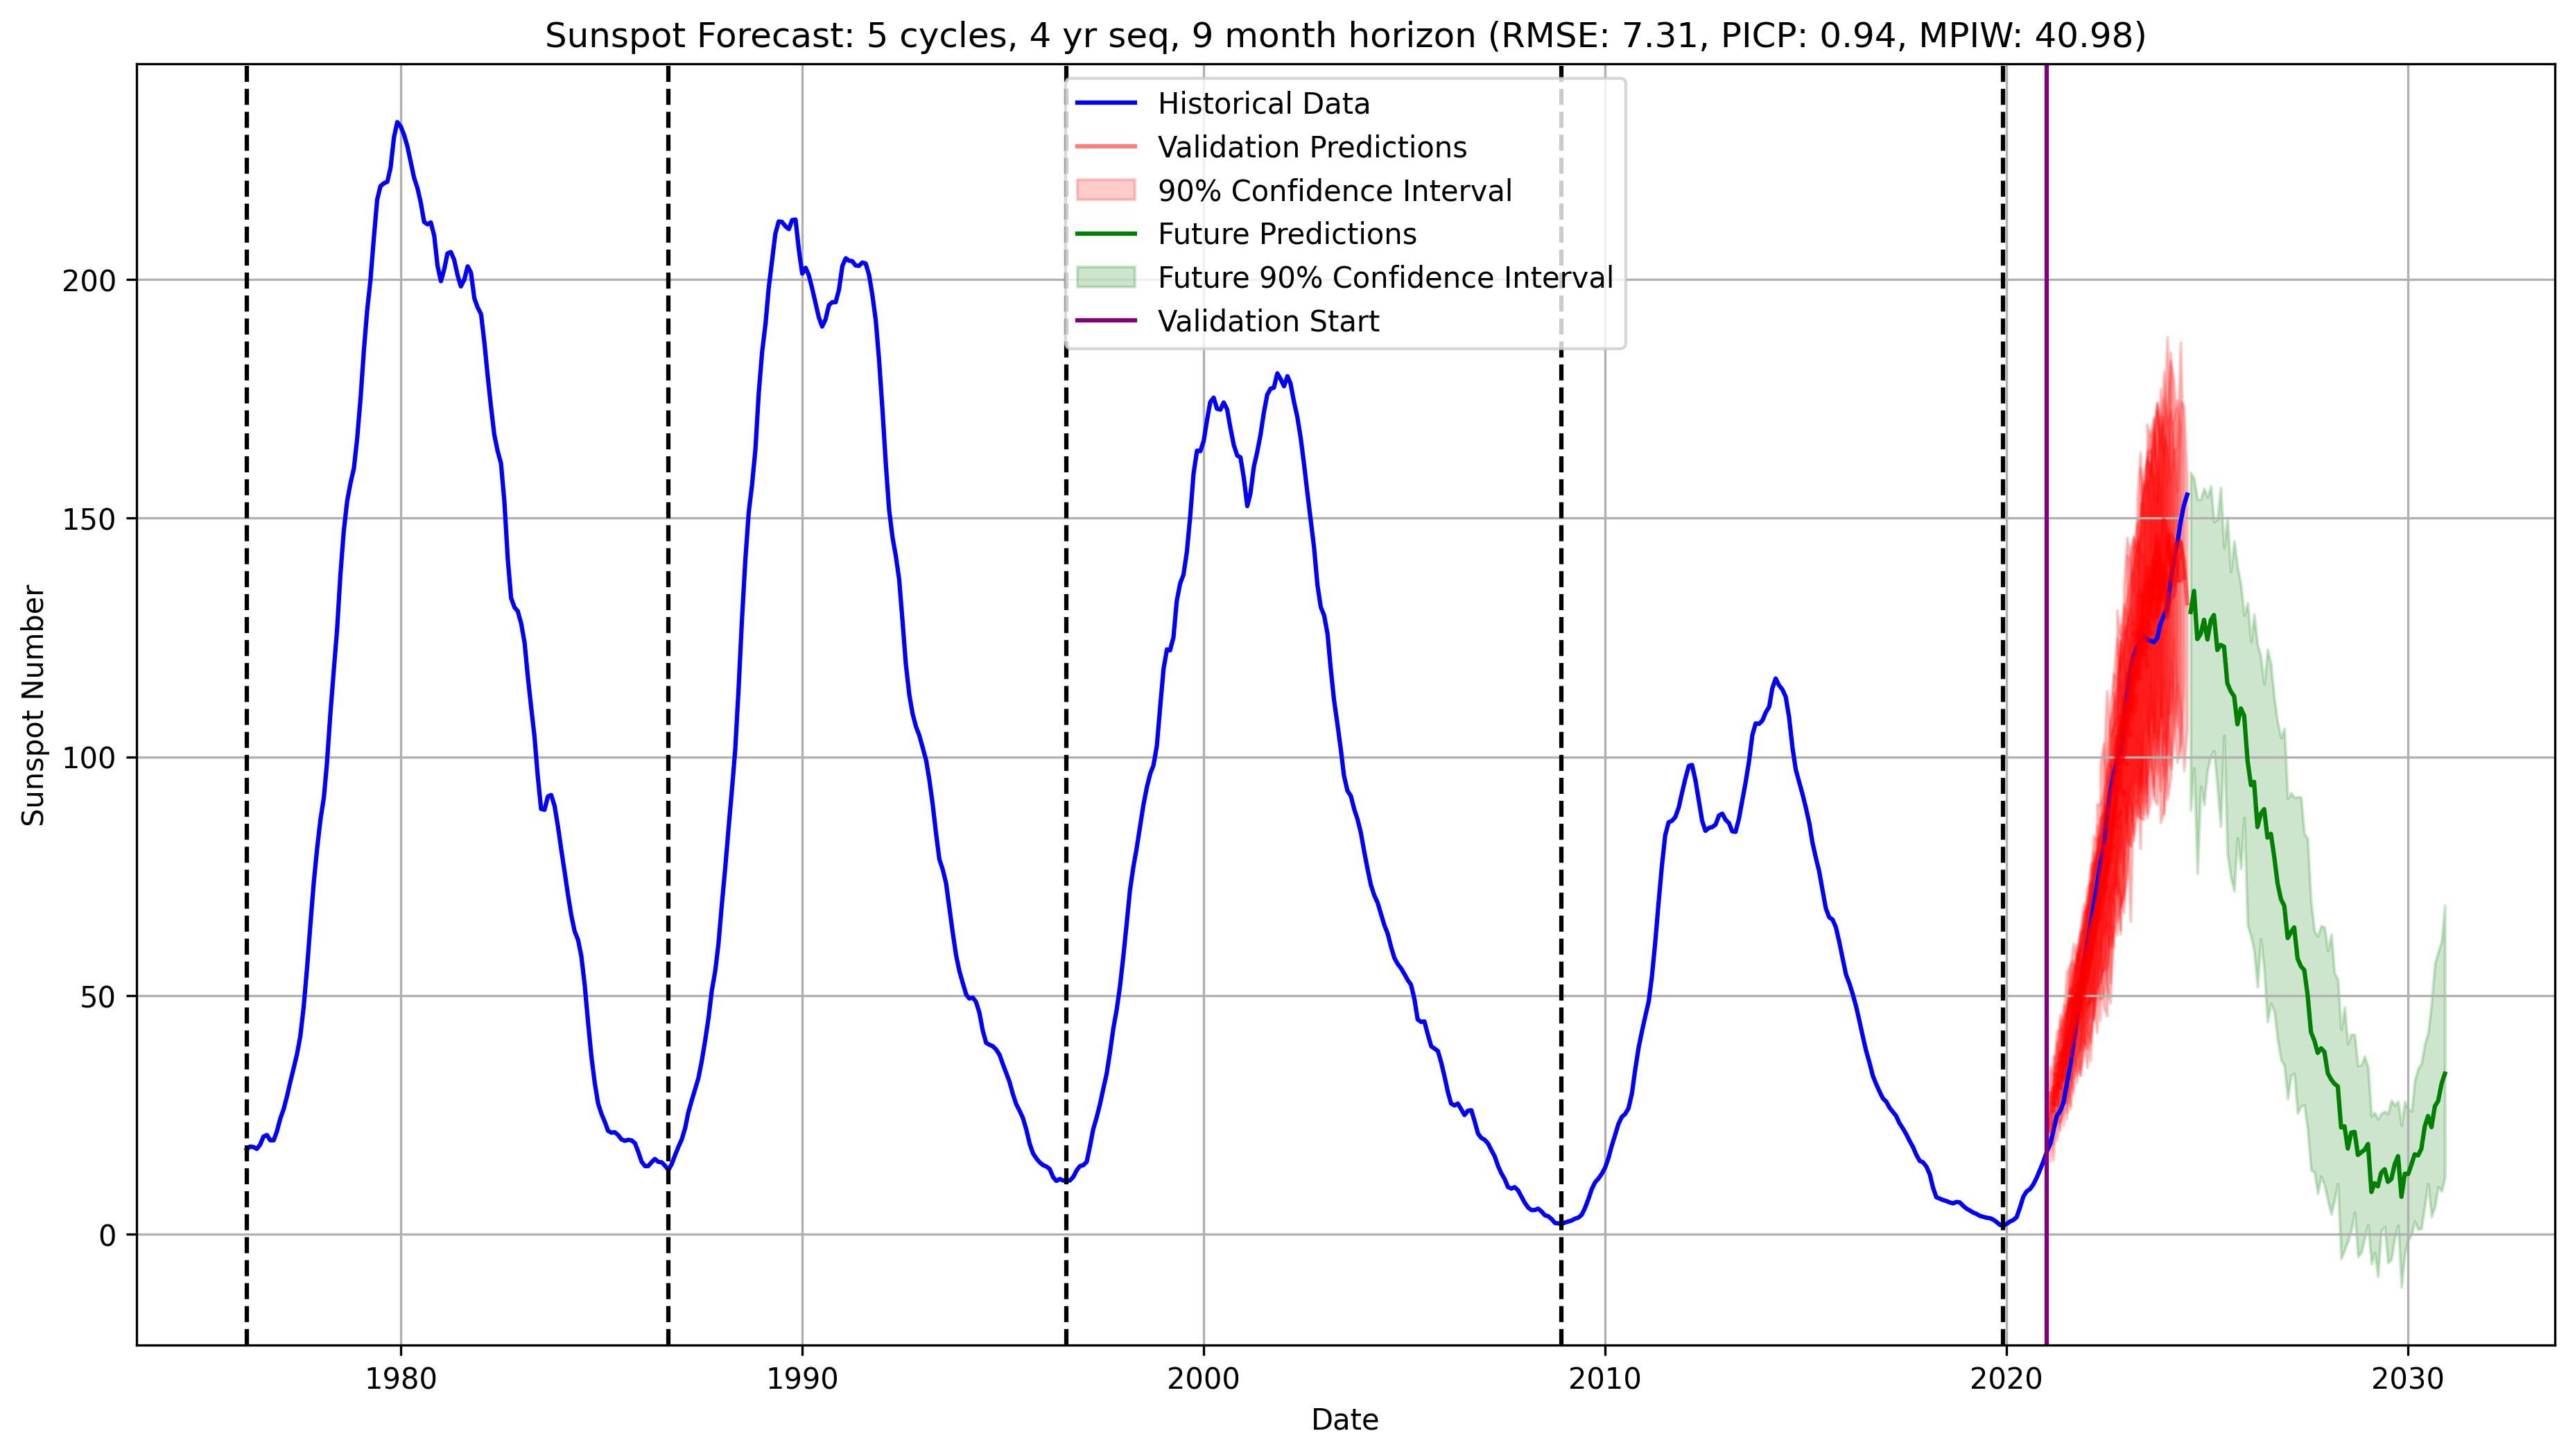 Sunspot Forecast: 5 cycles, 4 yr seq, 9 month horizon (RMSE: 7.31, PICP: 0.94, MPIW: 40.98)
Historical Data
Validation Predictions
90% Confidence Interval
Future Predictions
Future 90% Confidence Interval
Validation Start
Sunspot Number
200
150
100
50
0
1980
1990
2000
2010
2020
2030
Date